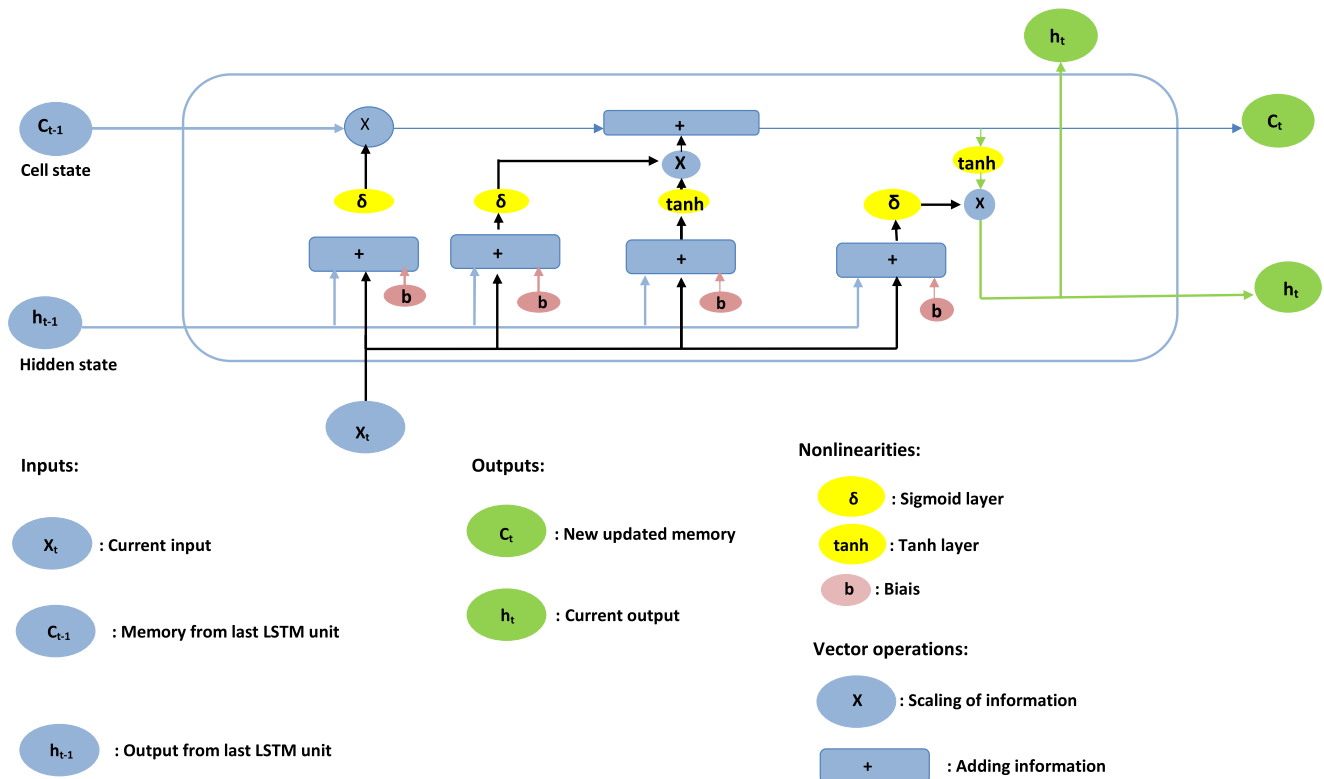 hₜ
Cₜ₋₁
X
+
Cₜ
Cell state
X
tanh
δ
δ
tanh
δ
X
+
+
+
+
b
b
b
b
hₜ₋₁
hₜ
Hidden state
Xₜ
Inputs:
Outputs:
Nonlinearities:
δ : Sigmoid layer
Xₜ : Current input
Cₜ : New updated memory
tanh : Tanh layer
b : Biais
Cₜ₋₁ : Memory from last LSTM unit
hₜ : Current output
Vector operations:
X : Scaling of information
hₜ₋₁ : Output from last LSTM unit
+ : Adding information